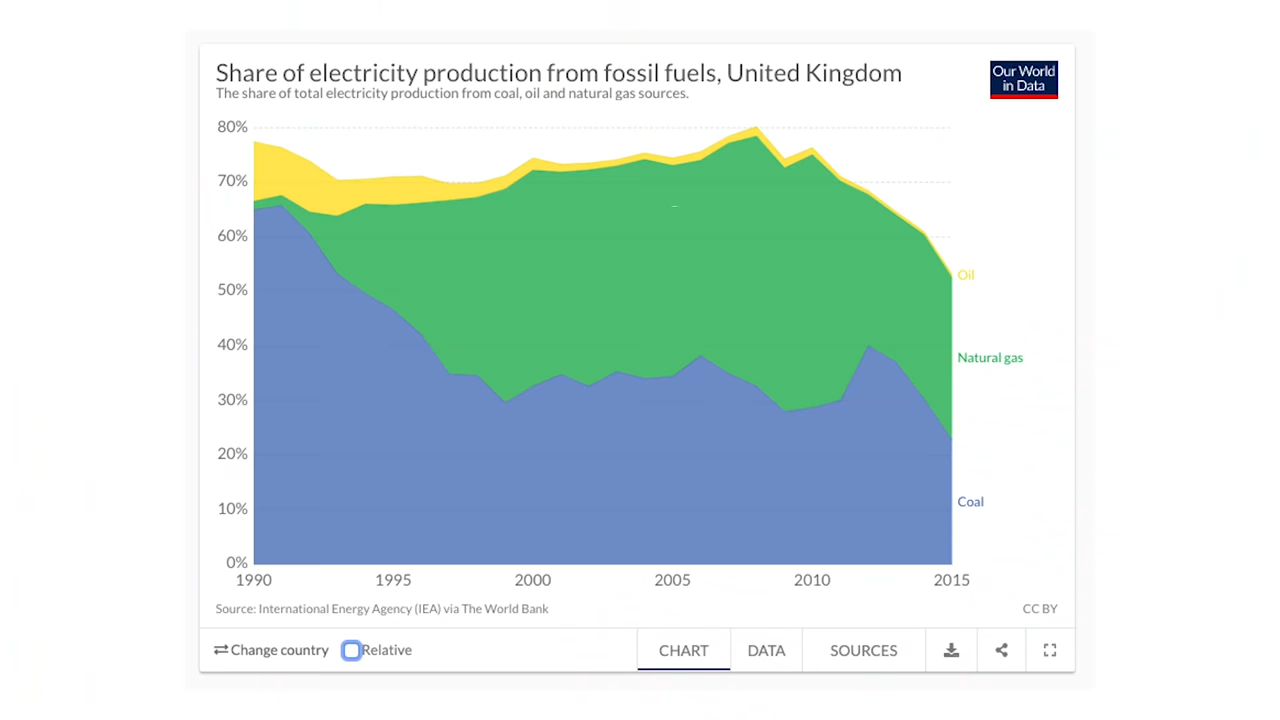 Share of electricity production from fossil fuels, United Kingdom
The share of total electricity production from coal, oil and natural gas sources.
Our World
in Data
80%
70%
60%
50%
40%
30%
20%
10%
0%
Oil
Natural gas
Coal
1990 1995 2000 2005 2010 2015
Source: International Energy Agency (IEA) via The World Bank
CC BY
Change country Relative CHART DATA SOURCES